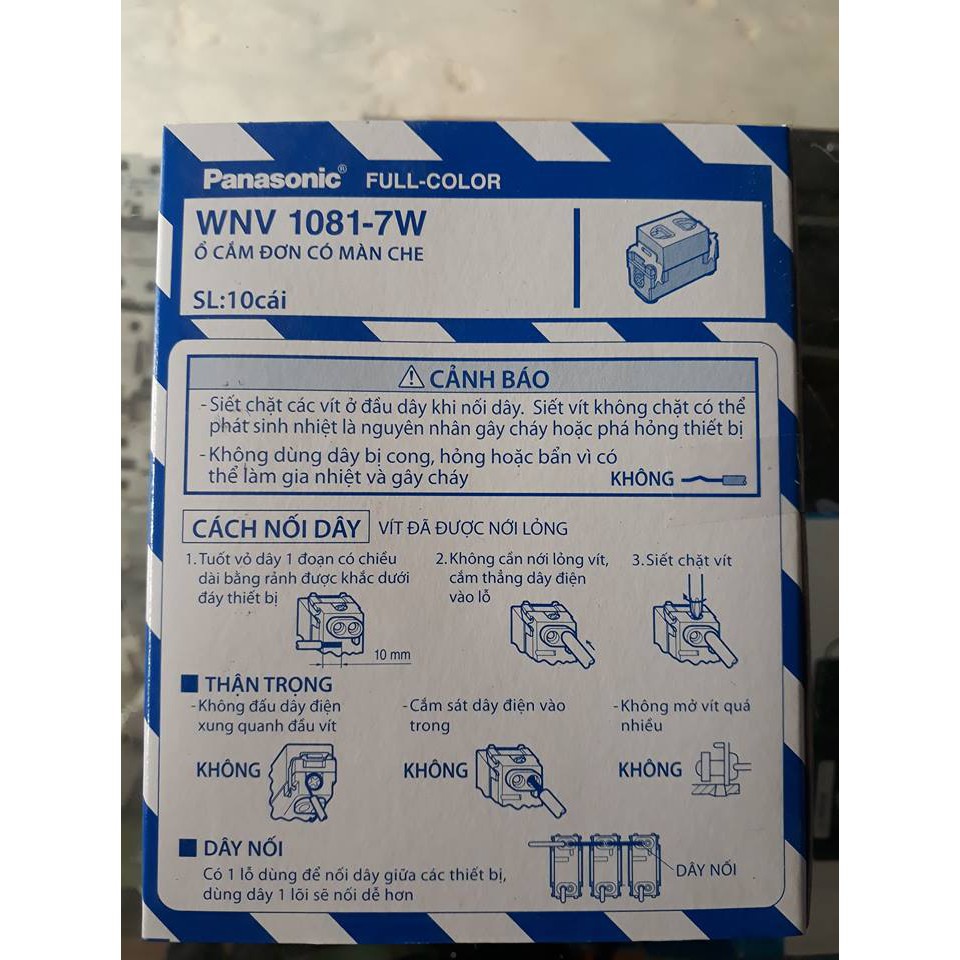 Panasonic® FULL-COLOR
WNV 1081-7W
Ổ CẮM ĐƠN CÓ MÀN CHE
SL:10cái
⚠ CẢNH BÁO
- Siết chặt các vít ở đầu dây khi nối dây. Siết vít không chặt có thể
phát sinh nhiệt là nguyên nhân gây cháy hoặc phá hỏng thiết bị
- Không dùng dây bị cong, hỏng hoặc bẩn vì có
thể làm gia nhiệt và gây cháy
KHÔNG
CÁCH NỐI DÂY VÍT ĐÃ ĐƯỢC NỚI LỎNG
1. Tuốt vỏ dây 1 đoạn có chiều
dài bằng rảnh được khắc dưới
đáy thiết bị
10 mm
2. Không cần nới lỏng vít,
cắm thẳng dây điện
vào lỗ
3. Siết chặt vít
■ THẬN TRỌNG
- Không đấu dây điện
xung quanh đầu vít
KHÔNG
- Cắm sát dây điện vào
trong
KHÔNG
- Không mở vít quá
nhiều
KHÔNG
■ DÂY NỐI
Có 1 lỗ dùng để nối dây giữa các thiết bị,
dùng dây 1 lõi sẽ nối dễ hơn
DÂY NỐI